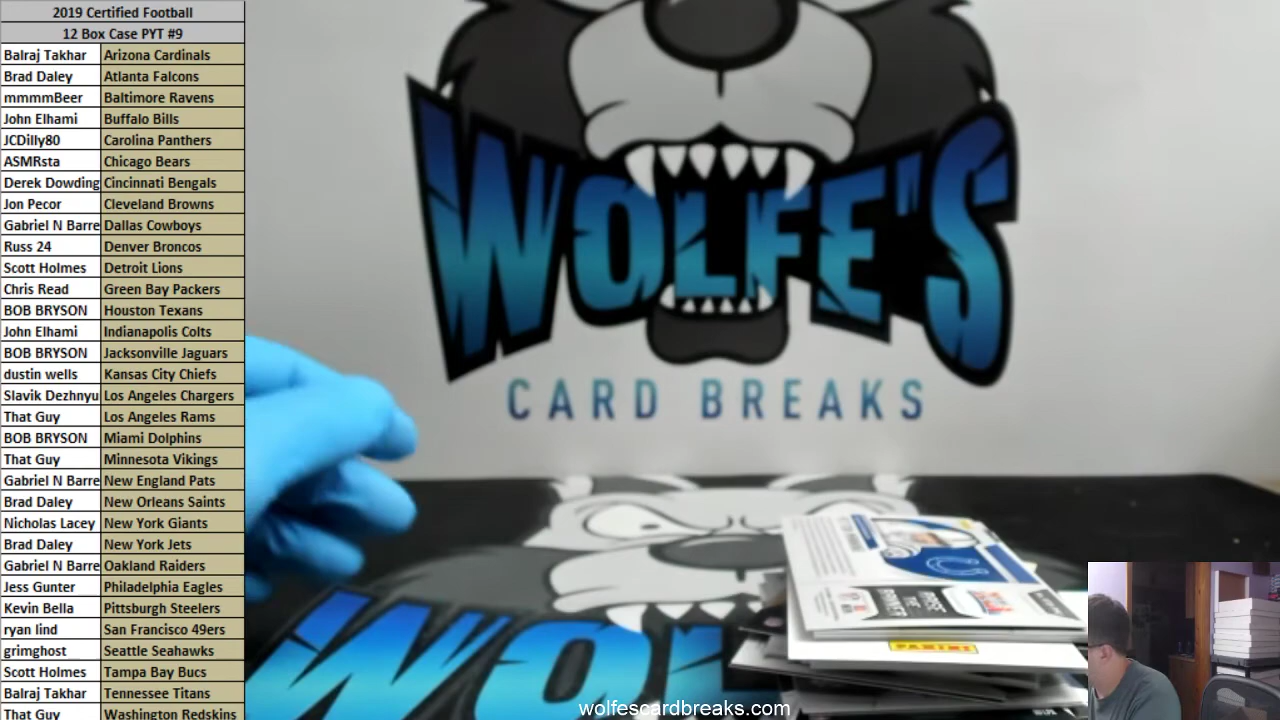 2019 Certified Football
12 Box Case PYT #9
Balraj Takhar Arizona Cardinals
Brad Daley Atlanta Falcons
mmmmBeer Baltimore Ravens
John Elhami Buffalo Bills
JCDilly80 Carolina Panthers
ASMRsta Chicago Bears
Derek Dowding Cincinnati Bengals
Jon Pecor Cleveland Browns
Gabriel N Barre Dallas Cowboys
Russ 24 Denver Broncos
Scott Holmes Detroit Lions
Chris Read Green Bay Packers
BOB BRYSON Houston Texans
John Elhami Indianapolis Colts
BOB BRYSON Jacksonville Jaguars
dustin wells Kansas City Chiefs
Slavik Dezhnyu Los Angeles Chargers
That Guy Los Angeles Rams
BOB BRYSON Miami Dolphins
That Guy Minnesota Vikings
Gabriel N Barre New England Pats
Brad Daley New Orleans Saints
Nicholas Lacey New York Giants
Brad Daley New York Jets
Gabriel N Barre Oakland Raiders
Jess Gunter Philadelphia Eagles
Kevin Bella Pittsburgh Steelers
ryan lind San Francisco 49ers
grimghost Seattle Seahawks
Scott Holmes Tampa Bay Bucs
Balraj Takhar Tennessee Titans
That Guy Washington Redskins
WOLFE'S
CARD BREAKS
WOL
PANINI
wolfescardbreaks.com